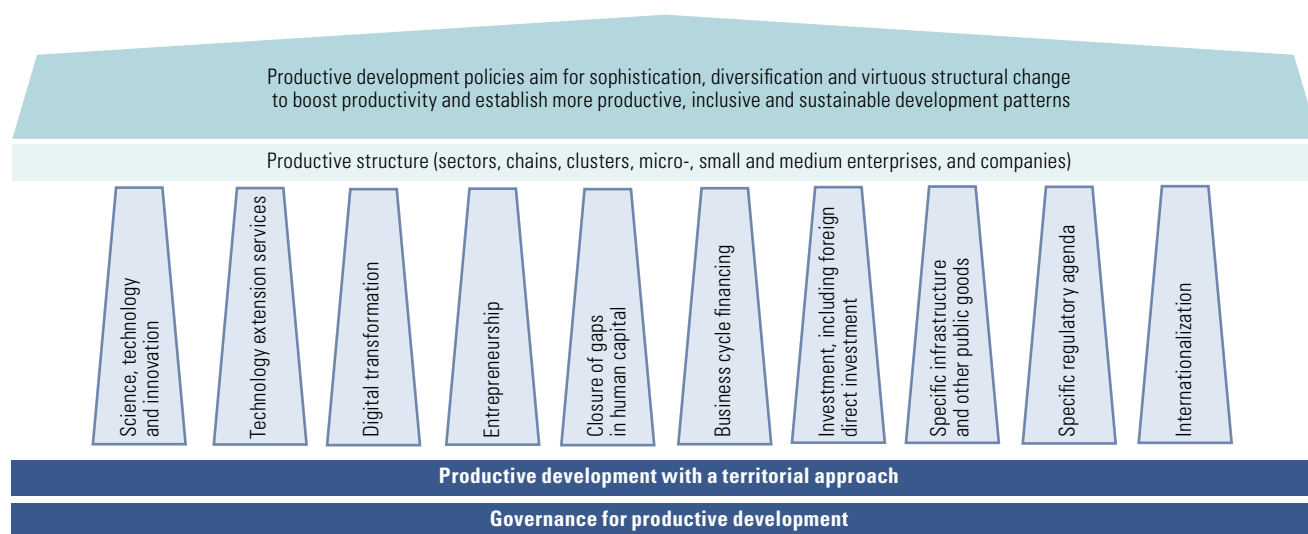 Productive development policies aim for sophistication, diversification and virtuous structural change
to boost productivity and establish more productive, inclusive and sustainable development patterns
Productive structure (sectors, chains, clusters, micro-, small and medium enterprises, and companies)
Science, technology
and innovation
Technology extension services
Digital transformation
Entrepreneurship
Closure of gaps
in human capital
Business cycle financing
Investment, including foreign
direct investment
Specific infrastructure
and other public goods
Specific regulatory agenda
Internationalization
Productive development with a territorial approach
Governance for productive development